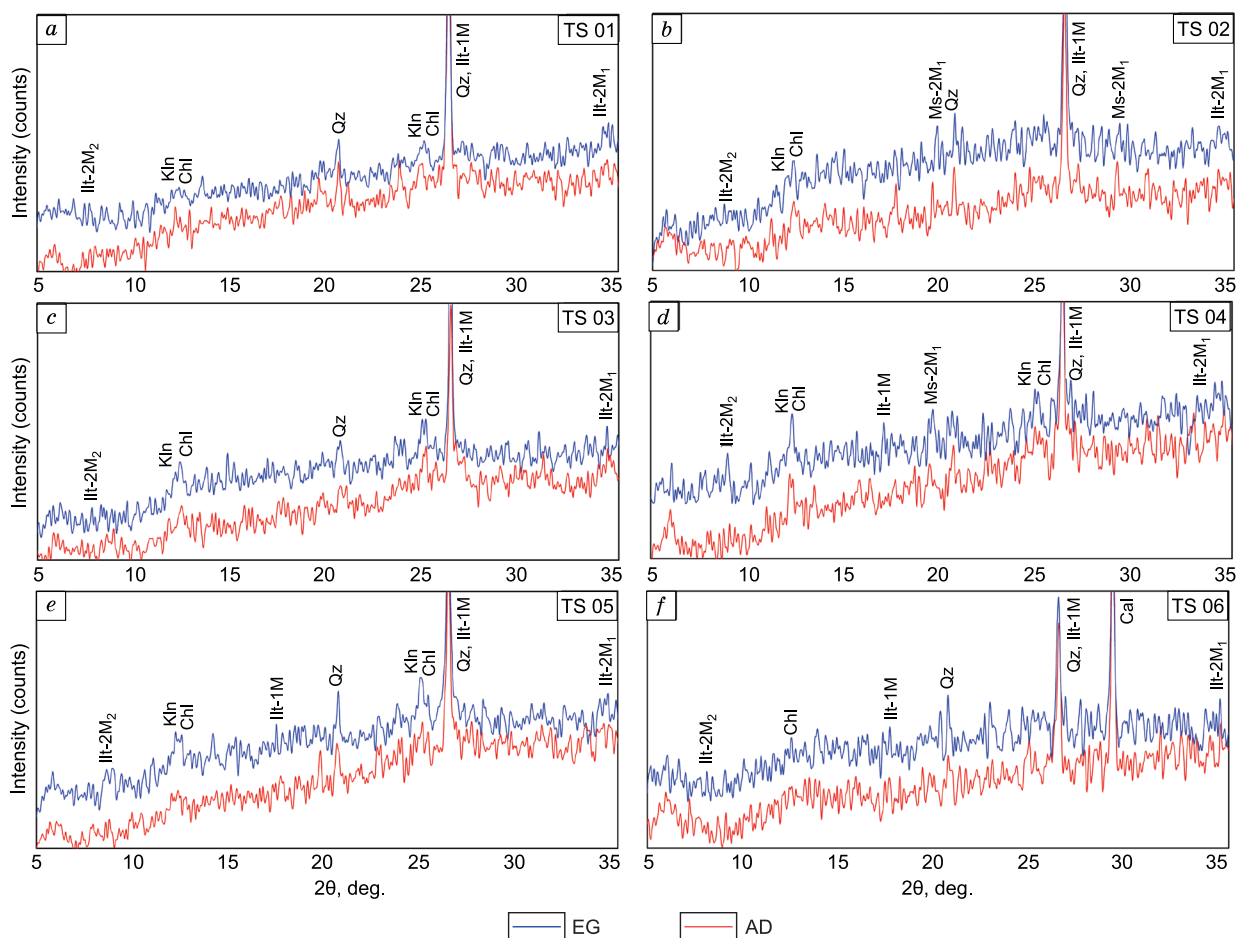 a
TS 01
Intensity (counts)
Ilt-2M2
Kln
Chl
Qz
Kln
Chl
Qz, Ilt-1M
Ilt-2M1
5 10 15 20 25 30 35
b
TS 02
Ilt-2M2
Kln
Chl
Ms-2M1
Qz
Qz, Ilt-1M
Ms-2M1
Ilt-2M1
5 10 15 20 25 30 35
c
TS 03
Intensity (counts)
Ilt-2M2
Kln
Chl
Qz
Kln
Chl
Qz, Ilt-1M
Ilt-2M1
5 10 15 20 25 30 35
d
TS 04
Ilt-2M2
Kln
Chl
Ilt-1M
Ms-2M1
Kln
Chl
Qz, Ilt-1M
Ilt-2M1
5 10 15 20 25 30 35
e
TS 05
Intensity (counts)
Ilt-2M2
Kln
Chl
Ilt-1M
Qz
Kln
Chl
Qz, Ilt-1M
Ilt-2M1
5 10 15 20 25 30 35
2θ, deg.
f
TS 06
Ilt-2M2
Chl
Ilt-1M
Qz
Qz, Ilt-1M
Cal
Ilt-2M1
5 10 15 20 25 30 35
2θ, deg.
EG
AD